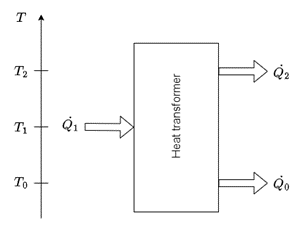 T
T₂
T₁
T₀
Q̇₁
Heat transformer
Q̇₂
Q̇₀